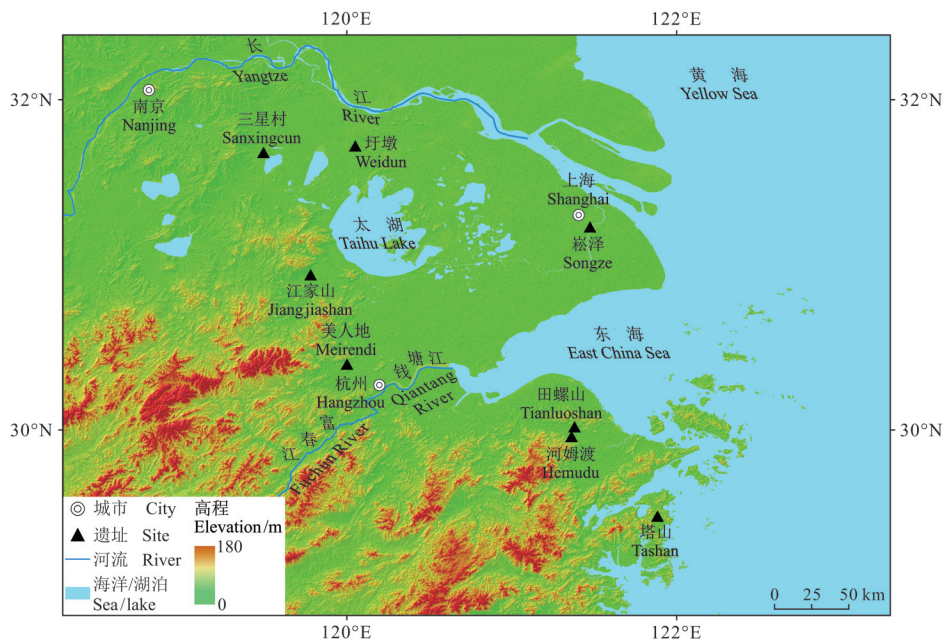 120°E
122°E
32°N
30°N
长
江
Yangtze
River
黄 海
Yellow Sea
南京
Nanjing
三星村
Sanxingcun
圩墩
Weidun
上海
Shanghai
太 湖
Taihu Lake
崧泽
Songze
江家山
Jiangjiashan
美人地
Meirendi
东 海
East China Sea
杭州
Hangzhou
钱塘江
Qiantang
River
田螺山
Tianluoshan
河姆渡
Hemudu
富春江
Fuchun River
塔山
Tashan
城市 City
遗址 Site
河流 River
海洋/湖泊
Sea/lake
高程
Elevation/m
180
0
0 25 50 km
32°N
30°N
120°E
122°E